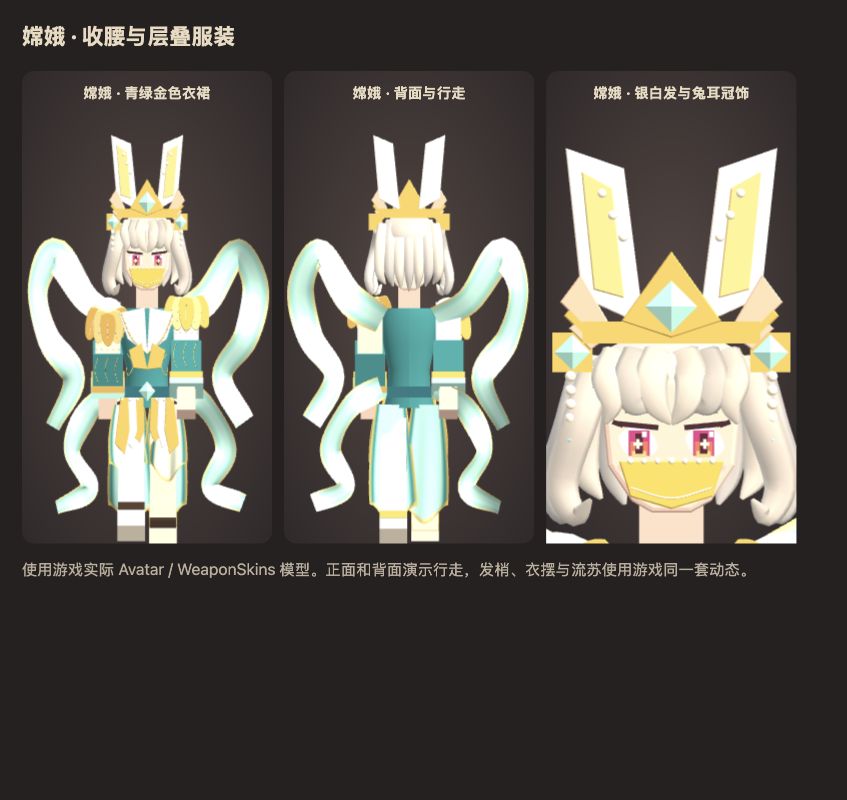 嫦娥 · 收腰与层叠服装
嫦娥 · 青绿金色衣裙
嫦娥 · 背面与行走
嫦娥 · 银白发与兔耳冠饰
使用游戏实际 Avatar / WeaponSkins 模型。正面和背面演示行走，发梢、衣摆与流苏使用游戏同一套动态。